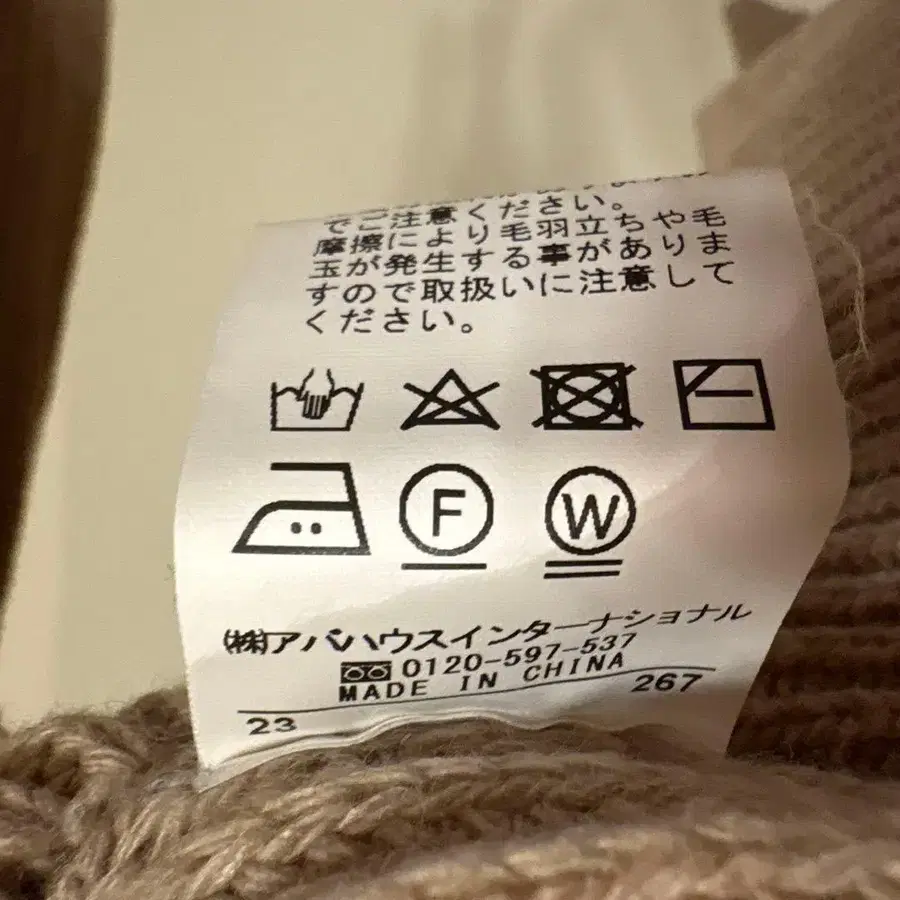 でご注意ください。
摩擦により毛羽立ちや毛
玉が発生する事がありま
すので取扱いに注意して
ください。
F W
㈱アバハウスインターナショナル
0120-597-537
MADE IN CHINA
23 267